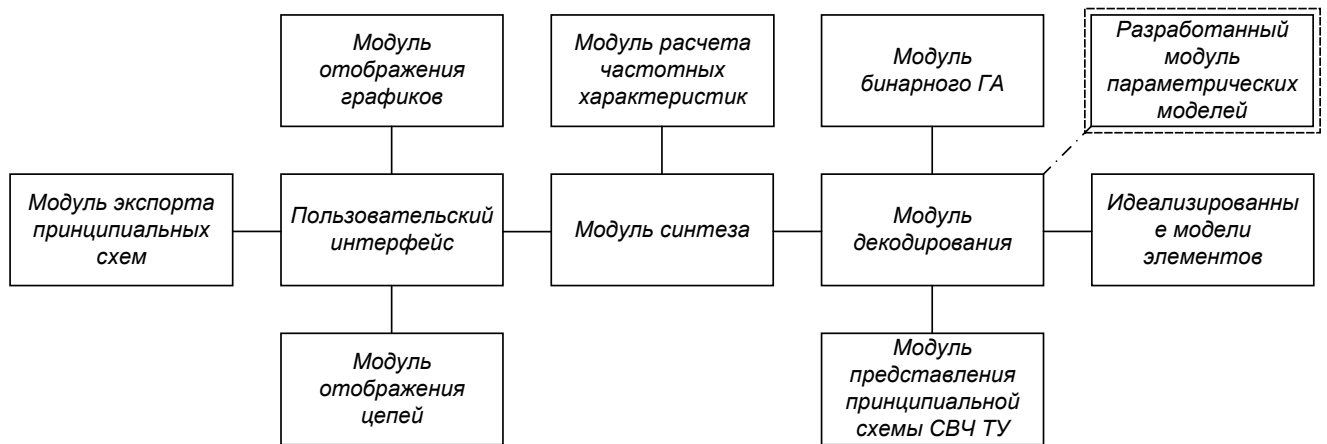 Модуль
отображения
графиков
Модуль расчета
частотных
характеристик
Модуль
бинарного ГА
Разработанный
модуль
параметрических
моделей
Модуль экспорта
принципиальных
схем
Пользовательский
интерфейс
Модуль синтеза
Модуль
декодирования
Идеализированны
е модели
элементов
Модуль
отображения
цепей
Модуль
представления
принципиальной
схемы СВЧ ТУ